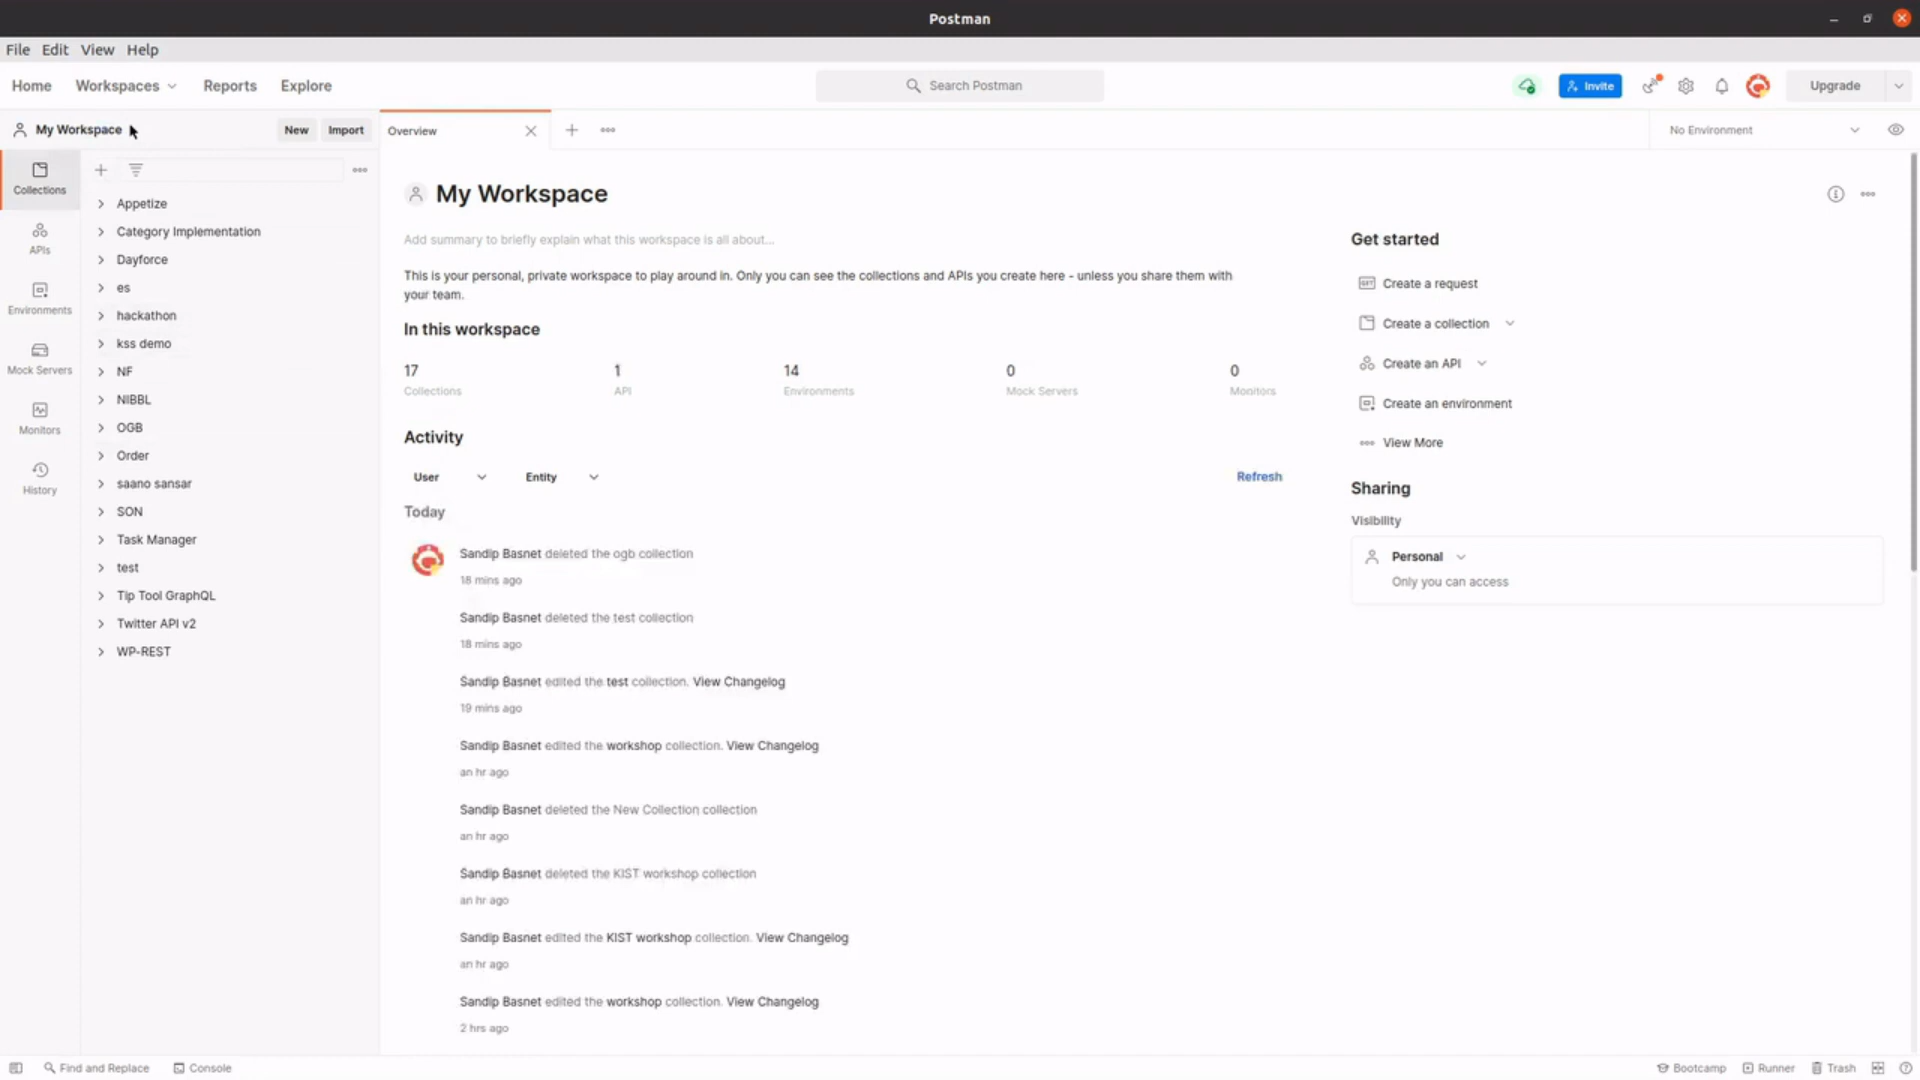 Postman
File Edit View Help
Home Workspaces Reports Explore
Search Postman
Invite
Upgrade
My Workspace
New
Import
Overview
No Environment
Collections
APIs
Environments
Mock Servers
Monitors
History
Appetize
Category Implementation
Dayforce
es
hackathon
kss demo
NF
NIBBL
OGB
Order
saano sansar
SON
Task Manager
test
Tip Tool GraphQL
Twitter API v2
WP-REST
My Workspace
Add summary to briefly explain what this workspace is all about...
This is your personal, private workspace to play around in. Only you can see the collections and APIs you create here - unless you share them with
your team.
In this workspace
17 1 14 0 0
Collections API Environments Mock Servers Monitors
Activity
User Entity Refresh
Today
Sandip Basnet deleted the ogb collection
18 mins ago
Sandip Basnet deleted the test collection
18 mins ago
Sandip Basnet edited the test collection. View Changelog
19 mins ago
Sandip Basnet edited the workshop collection. View Changelog
an hr ago
Sandip Basnet deleted the New Collection collection
an hr ago
Sandip Basnet deleted the KIST workshop collection
an hr ago
Sandip Basnet edited the KIST workshop collection. View Changelog
an hr ago
Sandip Basnet edited the workshop collection. View Changelog
2 hrs ago
Get started
GET Create a request
Create a collection
Create an API
Create an environment
View More
Sharing
Visibility
Personal
Only you can access
Find and Replace Console Bootcamp Runner Trash